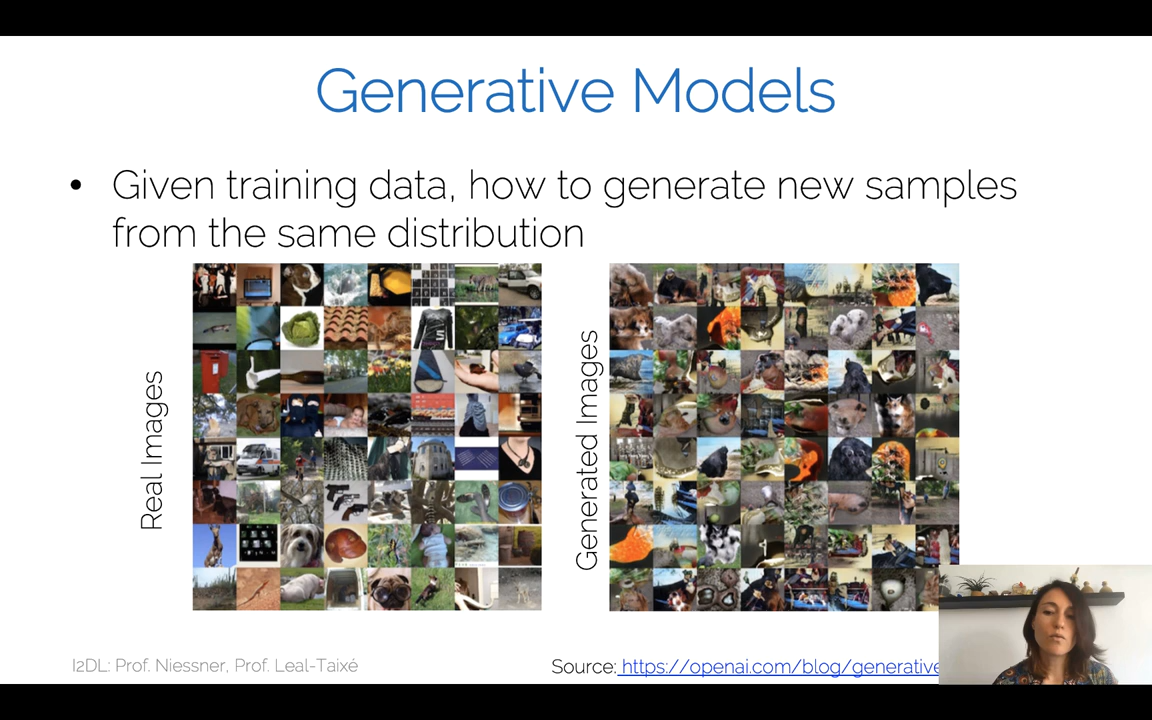 Generative Models
• Given training data, how to generate new samples
from the same distribution
Real Images
Generated Images
I2DL: Prof. Niessner, Prof. Leal-Taixé
Source: https://openai.com/blog/generative